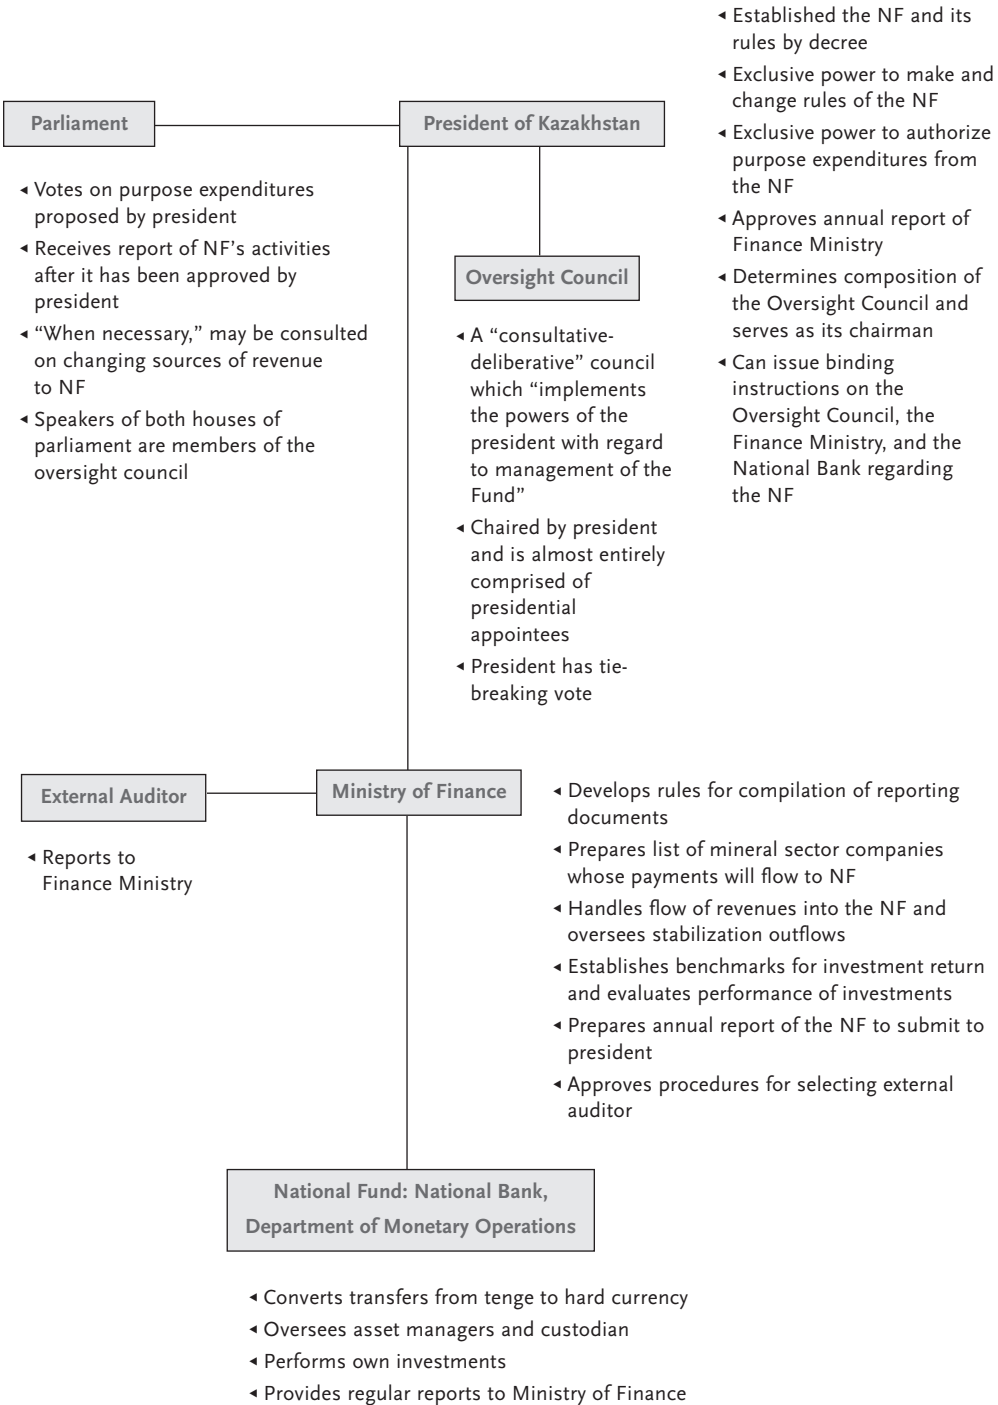 ◂ Established the NF and its
rules by decree
◂ Exclusive power to make and
change rules of the NF
◂ Exclusive power to authorize
purpose expenditures from
the NF
◂ Approves annual report of
Finance Ministry
◂ Determines composition of
the Oversight Council and
serves as its chairman
◂ Can issue binding
instructions on the
Oversight Council, the
Finance Ministry, and the
National Bank regarding
the NF
Parliament
President of Kazakhstan
◂ Votes on purpose expenditures
proposed by president
◂ Receives report of NF’s activities
after it has been approved by
president
◂ “When necessary,” may be consulted
on changing sources of revenue
to NF
◂ Speakers of both houses of
parliament are members of the
oversight council
Oversight Council
◂ A “consultative-
deliberative” council
which “implements
the powers of the
president with regard
to management of the
Fund”
◂ Chaired by president
and is almost entirely
comprised of
presidential
appointees
◂ President has tie-
breaking vote
External Auditor
Ministry of Finance
◂ Reports to
Finance Ministry
◂ Develops rules for compilation of reporting
documents
◂ Prepares list of mineral sector companies
whose payments will flow to NF
◂ Handles flow of revenues into the NF and
oversees stabilization outflows
◂ Establishes benchmarks for investment return
and evaluates performance of investments
◂ Prepares annual report of the NF to submit to
president
◂ Approves procedures for selecting external
auditor
National Fund: National Bank,
Department of Monetary Operations
◂ Converts transfers from tenge to hard currency
◂ Oversees asset managers and custodian
◂ Performs own investments
◂ Provides regular reports to Ministry of Finance